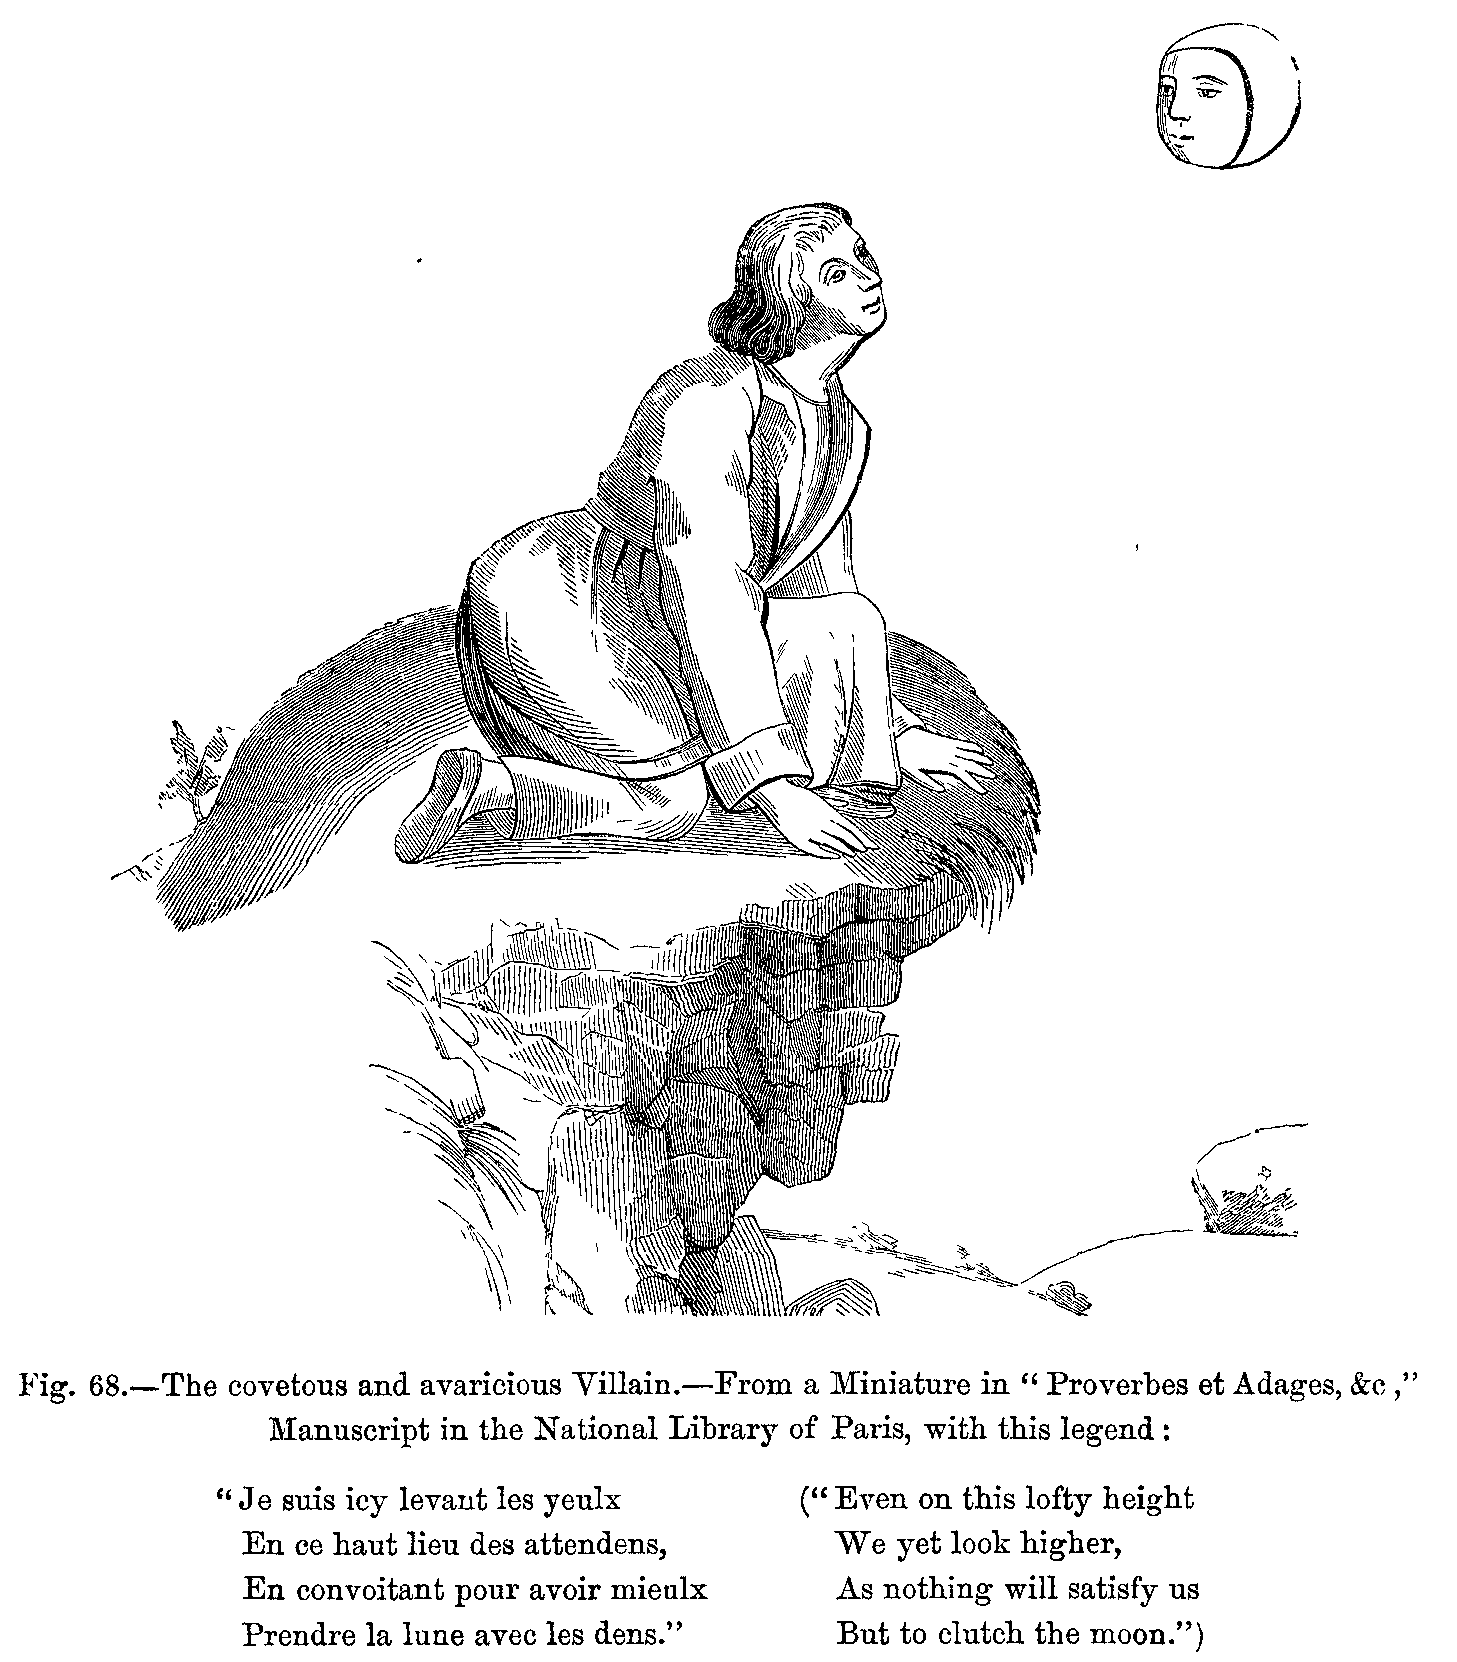 Fig. 68.—The covetous and avaricious Villain.—From a Miniature in “ Proverbes et Adages, &c ,”
Manuscript in the National Library of Paris, with this legend :
“ Je suis icy levant les yeulx
En ce haut lieu des attendens,
En convoitant pour avoir mieulx
Prendre la lune avec les dens.”
(“ Even on this lofty height
We yet look higher,
As nothing will satisfy us
But to clutch the moon.”)